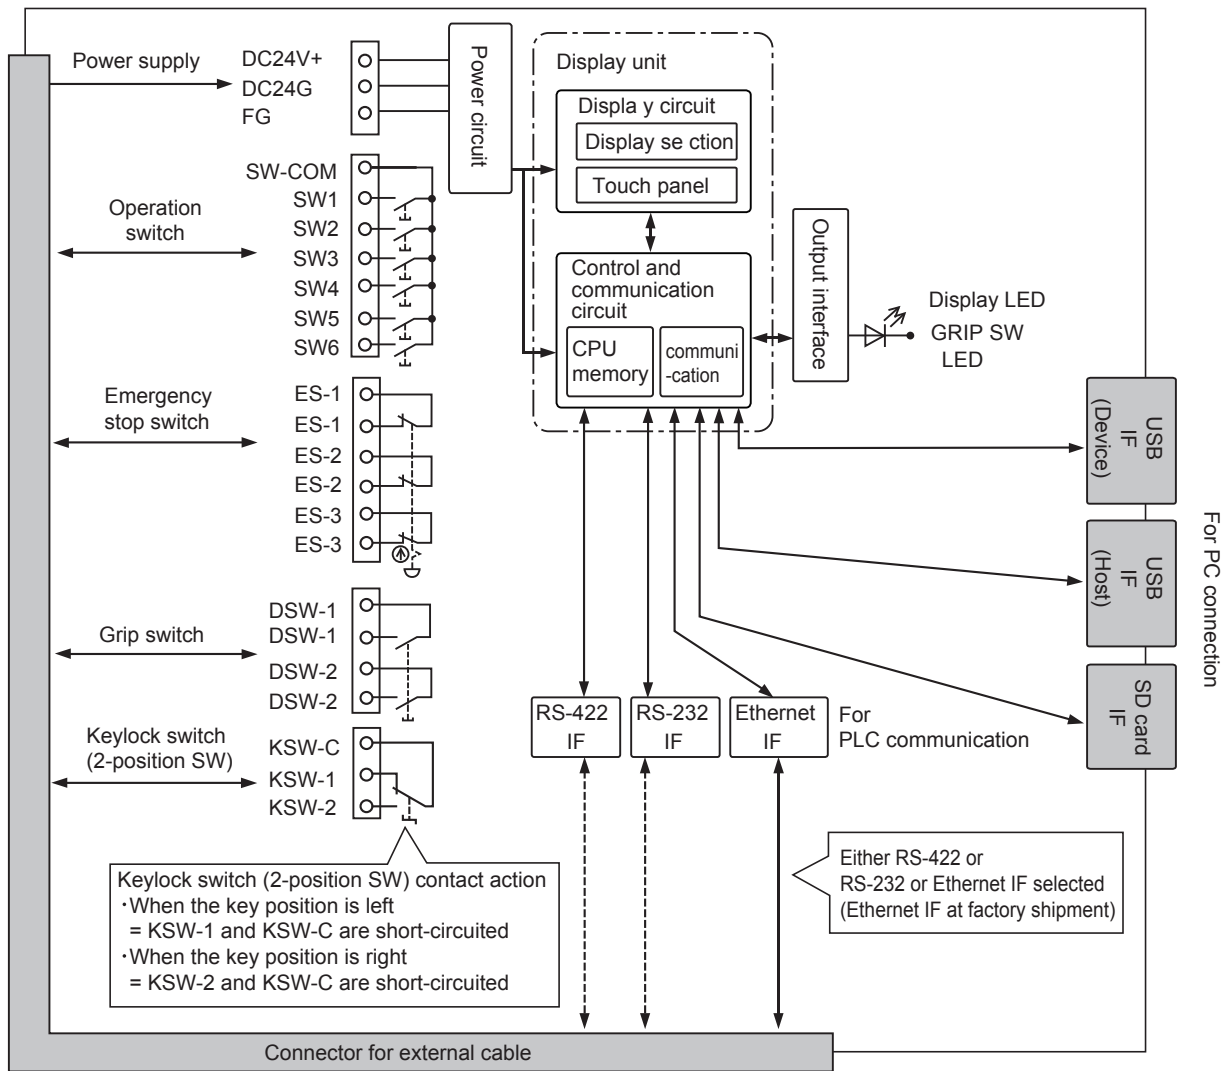 Power supply
DC24V+
DC24G
FG
Power circuit
Display unit
Displa y circuit
Display se ction
Touch panel
Operation
switch
SW-COM
SW1
SW2
SW3
SW4
SW5
SW6
Control and
communication
circuit
CPU
memory
communi
-cation
Output interface
Display LED
GRIP SW
LED
Emergency
stop switch
ES-1
ES-1
ES-2
ES-2
ES-3
ES-3
USB
IF
(Device)
USB
IF
(Host)
SD card
IF
For PC connection
Grip switch
DSW-1
DSW-1
DSW-2
DSW-2
Keylock switch
(2-position SW)
KSW-C
KSW-1
KSW-2
RS-422
IF
RS-232
IF
Ethernet
IF
For
PLC communication
Keylock switch (2-position SW) contact action
･When the key position is left
= KSW-1 and KSW-C are short-circuited
･When the key position is right
= KSW-2 and KSW-C are short-circuited
Either RS-422 or
RS-232 or Ethernet IF selected
(Ethernet IF at factory shipment)
Connector for external cable